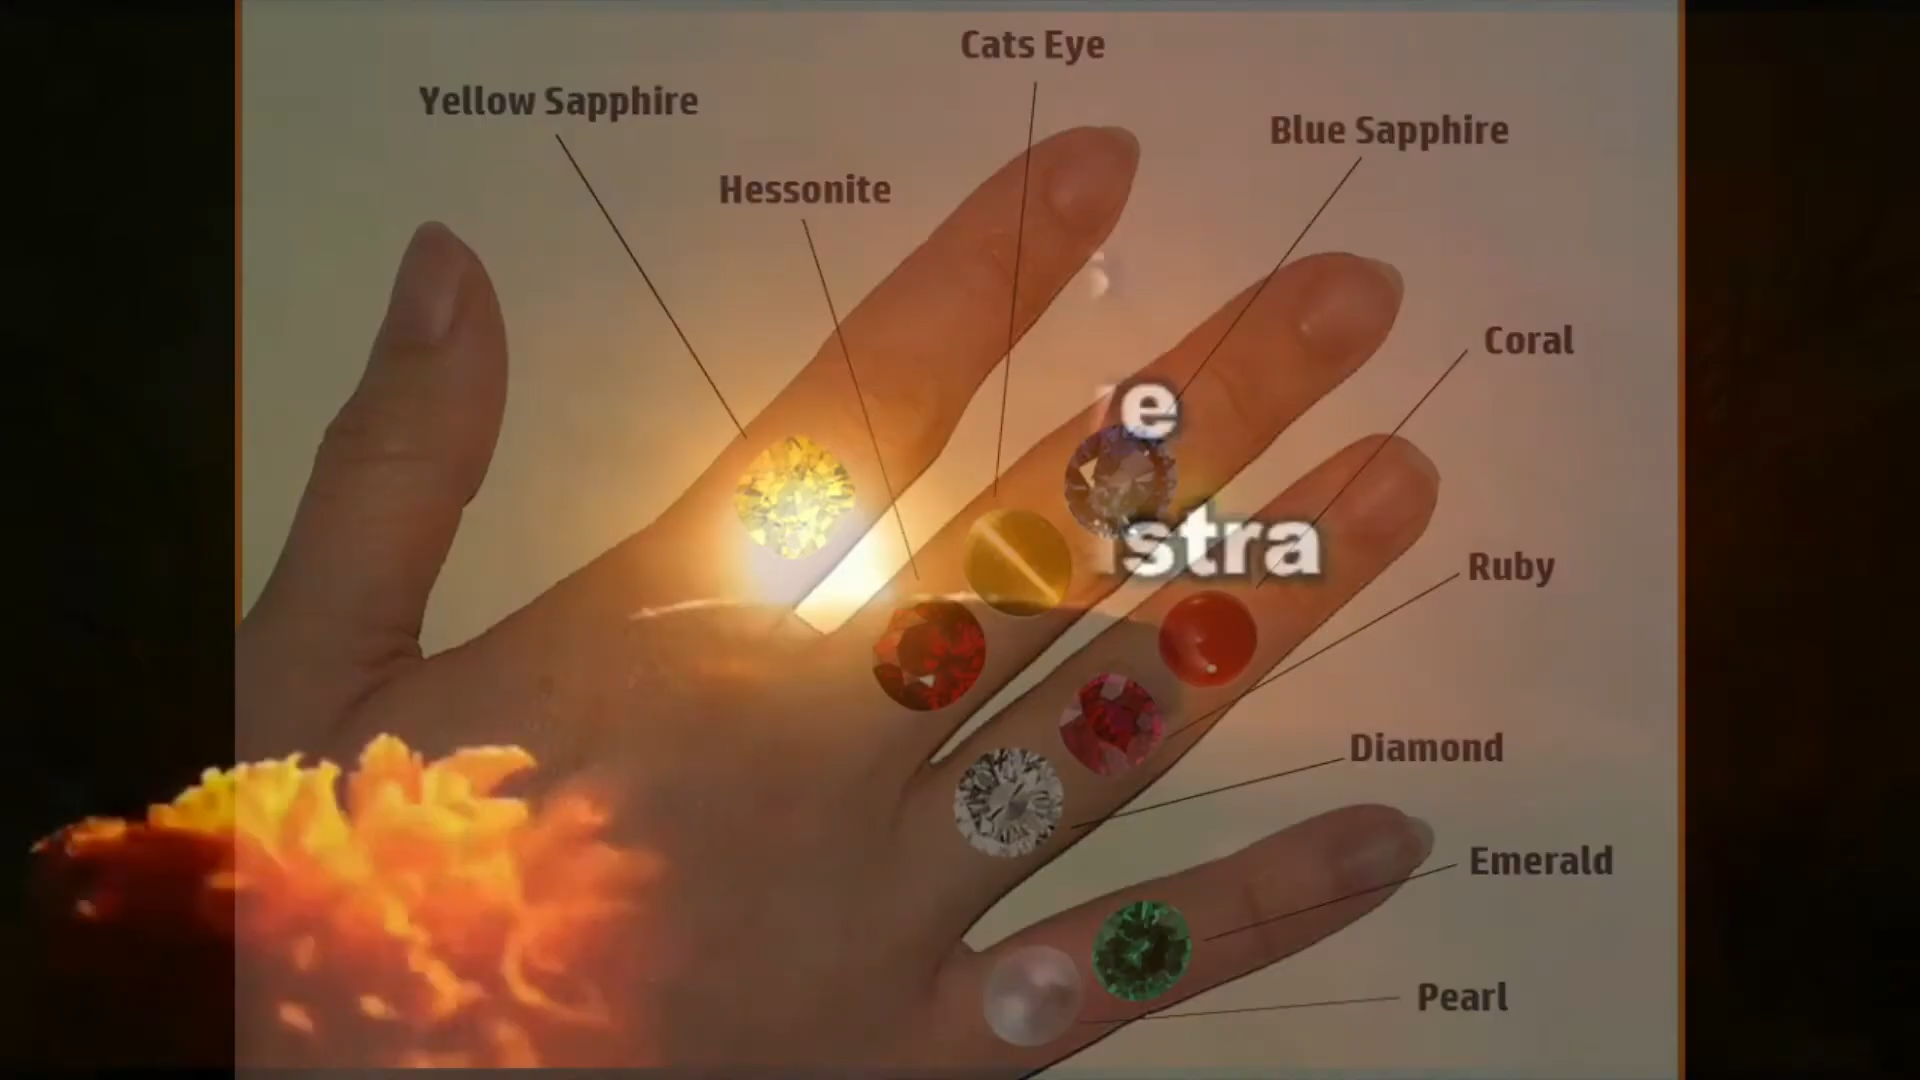 Cats Eye
Yellow Sapphire
Blue Sapphire
Hessonite
Coral
e
stra
Ruby
Diamond
Emerald
Pearl